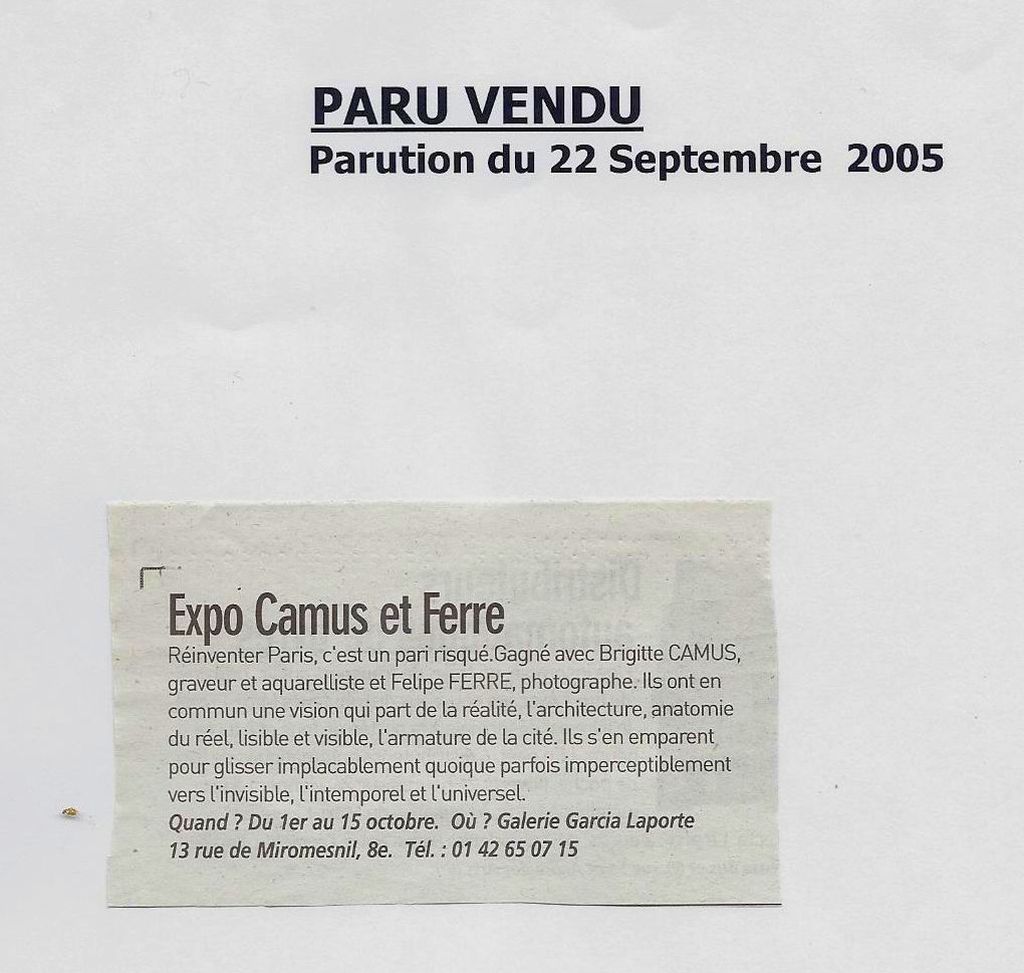 PARU VENDU
Parution du 22 Septembre 2005
Expo Camus et Ferre
Réinventer Paris, c'est un pari risqué.Gagné avec Brigitte CAMUS,
graveur et aquarelliste et Felipe FERRE, photographe. Ils ont en
commun une vision qui part de la réalité, l'architecture, anatomie
du réel, lisible et visible, l'armature de la cité. Ils s'en emparent
pour glisser implacablement quoique parfois imperceptiblement
vers l'invisible, l'intemporel et l'universel.
Quand ? Du 1er au 15 octobre. Où ? Galerie Garcia Laporte
13 rue de Miromesnil, 8e. Tél. : 01 42 65 07 15